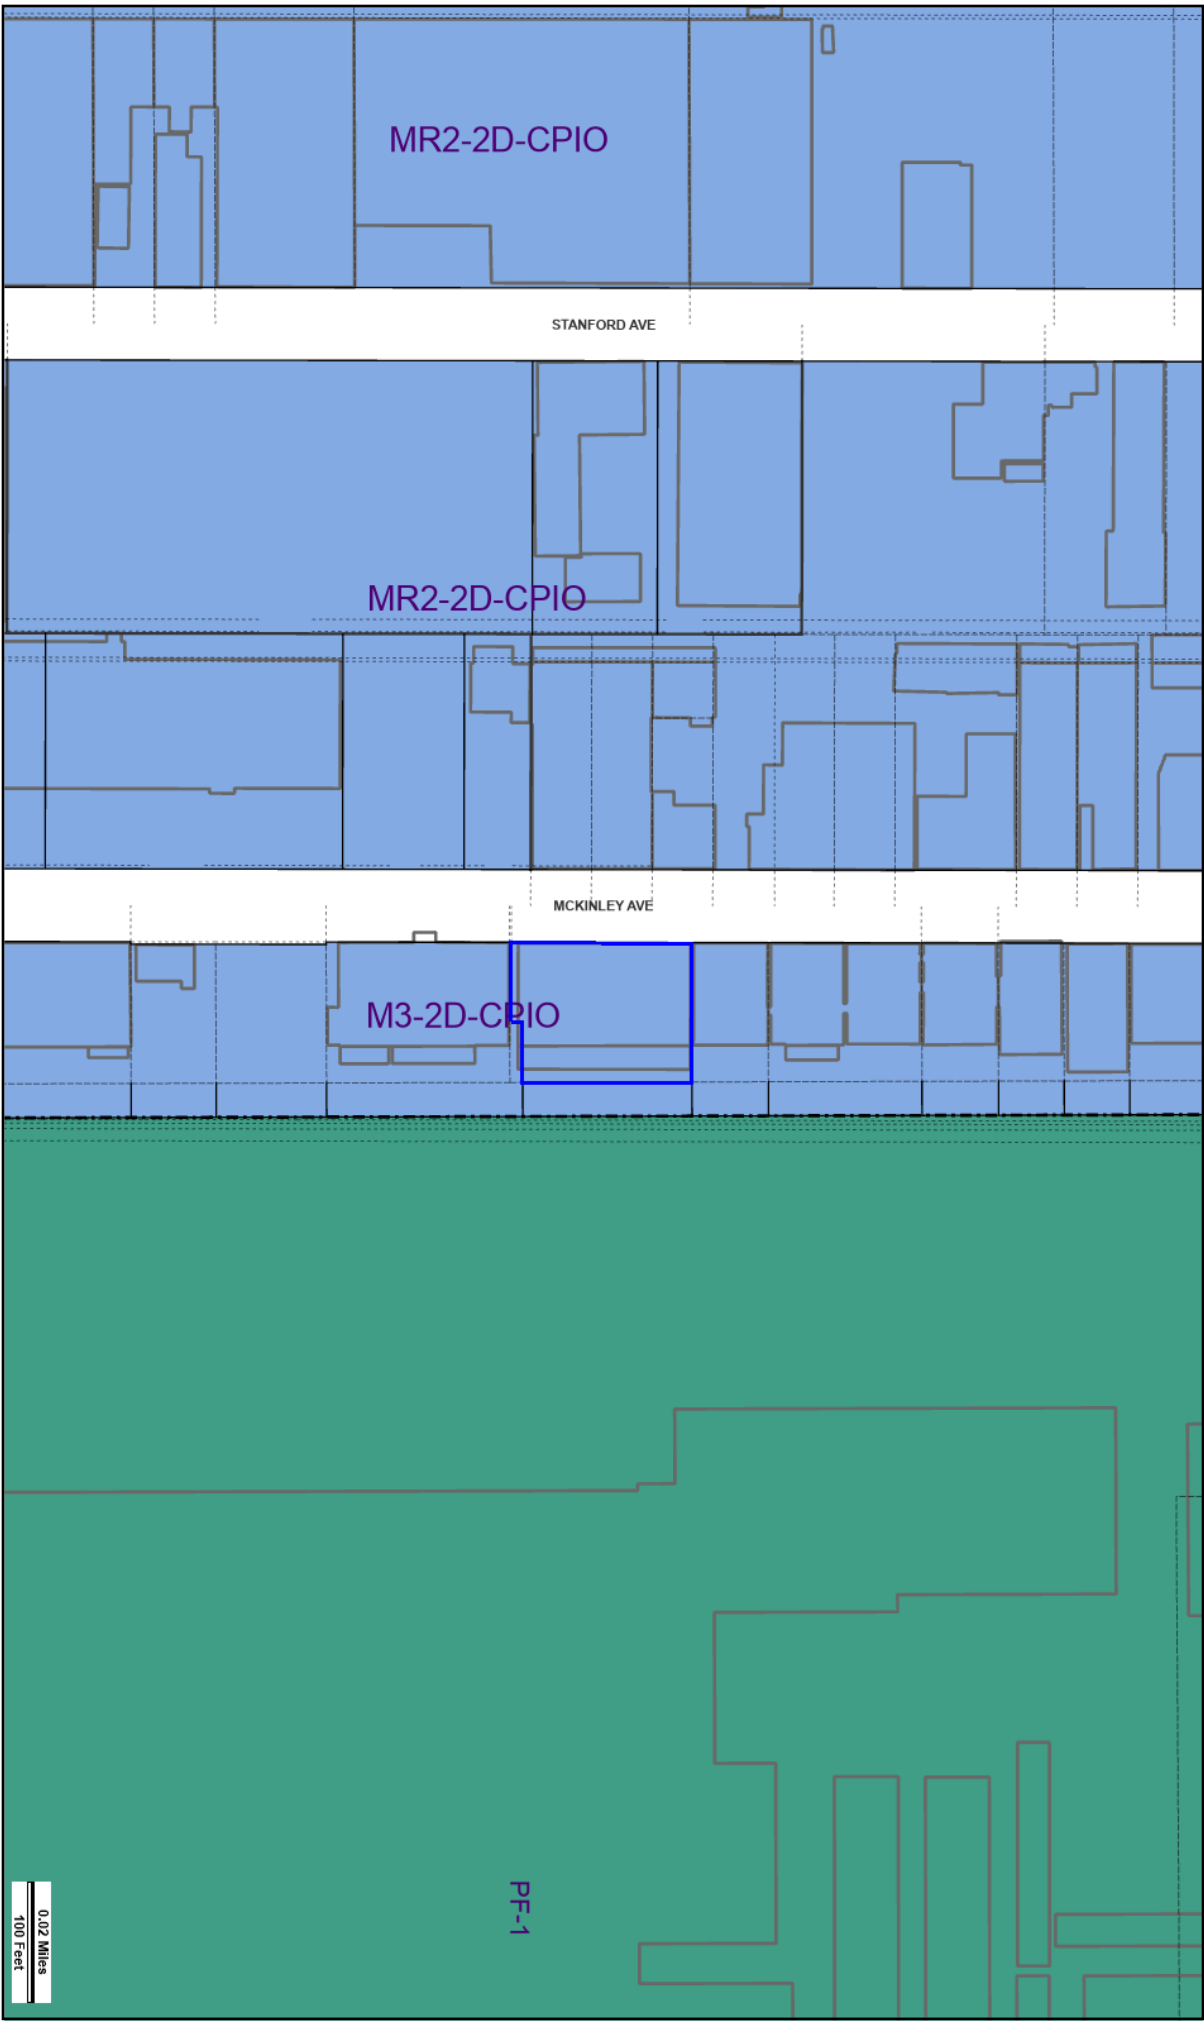 MR2-2D-CPIO
STANFORD AVE
MR2-2D-CPIO
MCKINLEY AVE
M3-2D-CPIO
PF-1
0.02 Miles
100 Feet